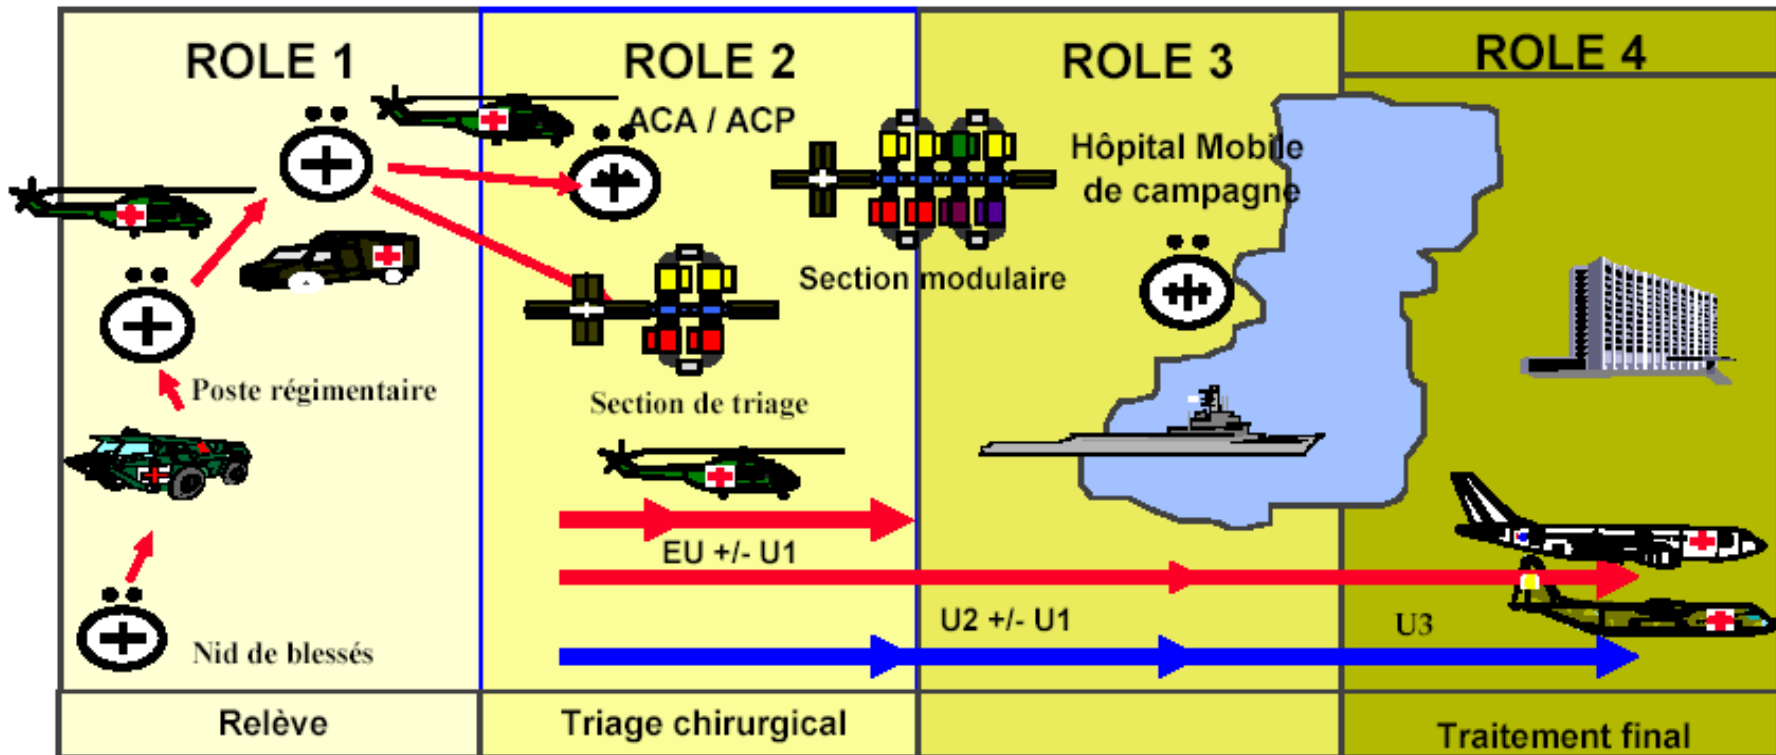 ROLE 1
ROLE 2
ROLE 3
ROLE 4
ACA / ACP
Hôpital Mobile
de campagne
Section modulaire
Poste régimentaire
Section de triage
EU +/- U1
U2 +/- U1
U3
Nid de blessés
Relève
Triage chirurgical
Traitement final